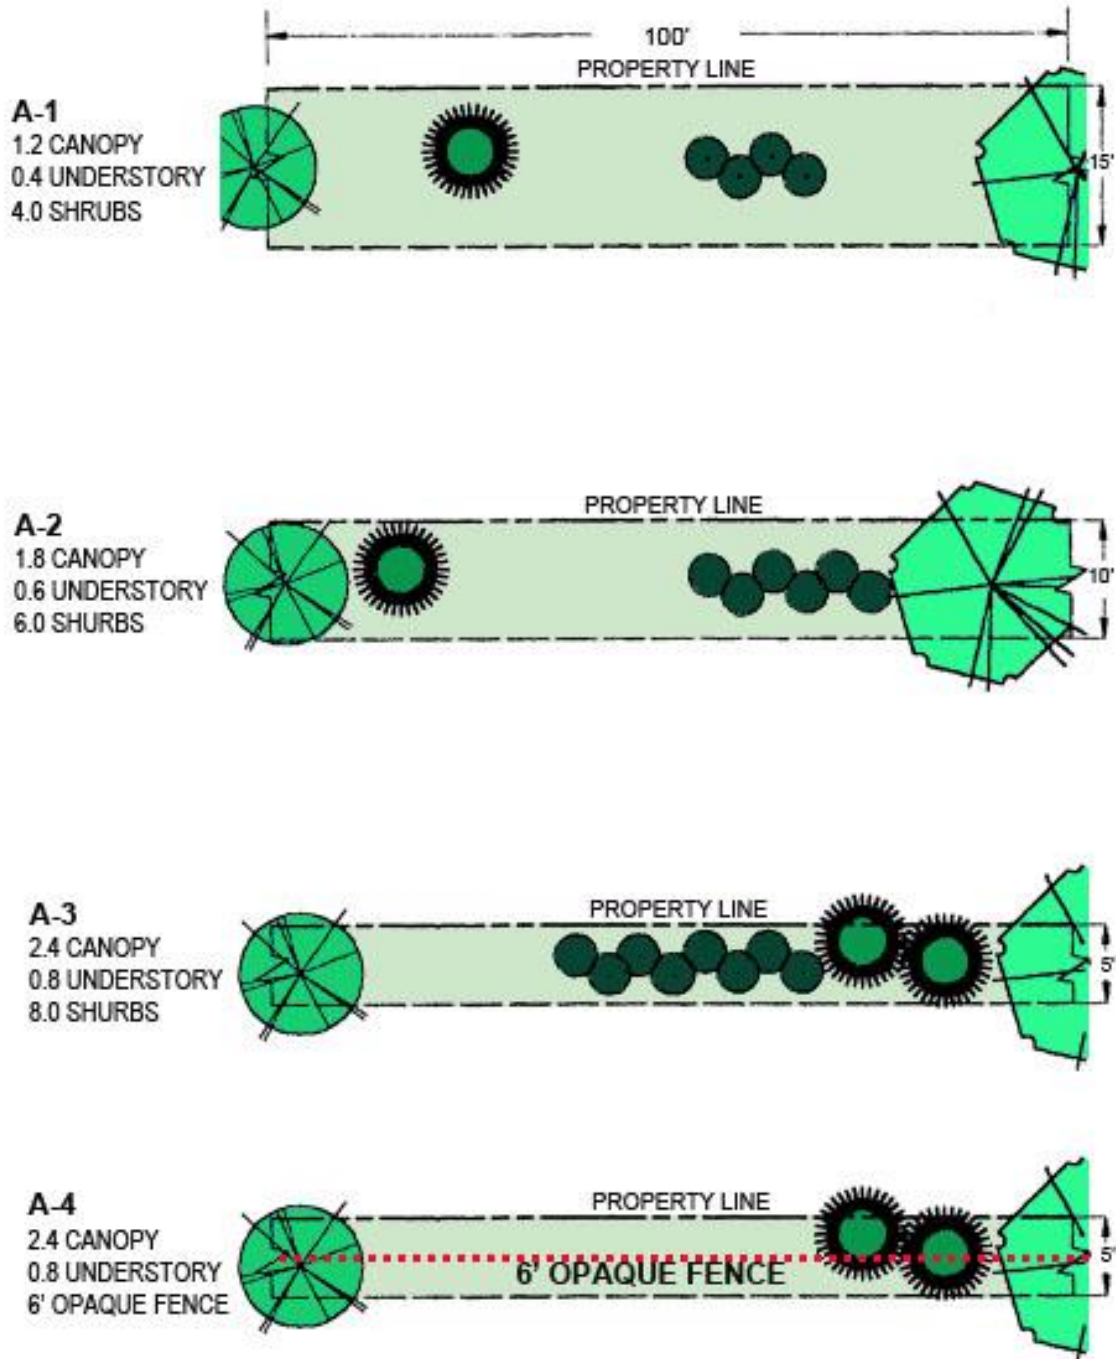 100'
PROPERTY LINE
A-1
1.2 CANOPY
0.4 UNDERSTORY
4.0 SHRUBS
15'
PROPERTY LINE
A-2
1.8 CANOPY
0.6 UNDERSTORY
6.0 SHURBS
10'
PROPERTY LINE
A-3
2.4 CANOPY
0.8 UNDERSTORY
8.0 SHURBS
5'
PROPERTY LINE
A-4
2.4 CANOPY
0.8 UNDERSTORY
6' OPAQUE FENCE
6' OPAQUE FENCE
5'